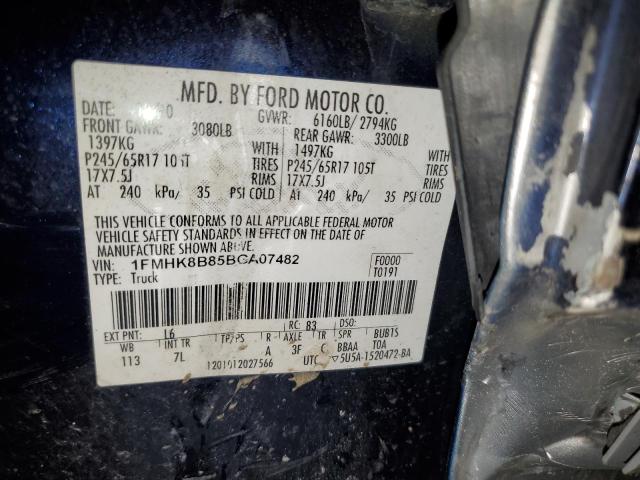 MFD. BY FORD MOTOR CO.
DATE: GVWR: 6160LB/ 2794KG
FRONT GAWR: 3080LB REAR GAWR: 3300LB
1397KG WITH 1497KG WITH
P245/65R17 TIRES P245/65R17 105T TIRES
17X7.5J RIMS 17X7.5J RIMS
AT 240 kPa/ 35 PSI COLD AT 240 kPa/ 35 PSI COLD
THIS VEHICLE CONFORMS TO ALL APPLICABLE FEDERAL MOTOR
VEHICLE SAFETY STANDARDS IN EFFECT ON THE DATE OF
MANUFACTURE SHOWN ABOVE.
VIN: 1FMHK8B85BGA07482 F0000
TYPE: Truck T0191
EXT PNT: L6 RC: 83 DSO:
WB INT TR TP/PS R AXLE TR SPR BUB1S
113 7L A 3F C BBAA TOA
1201012027566 UTC 5U5A-1520472-BA